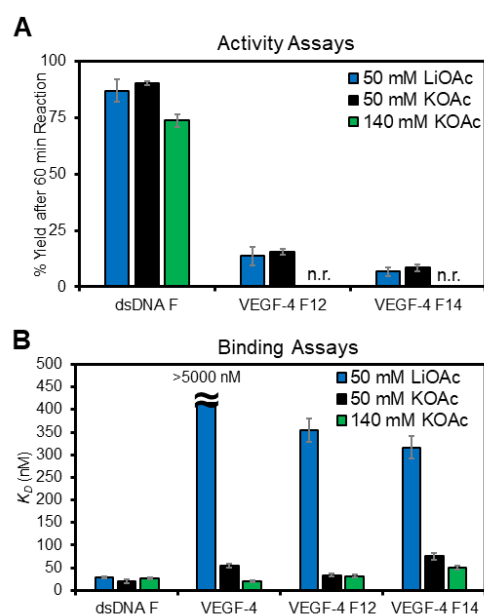 A
Activity Assays
% Yield after 60 min Reaction
100
75
50
25
0
50 mM LiOAc
50 mM KOAc
140 mM KOAc
n.r.
n.r.
dsDNA F
VEGF-4 F12
VEGF-4 F14
B
Binding Assays
K_D (nM)
500
450
400
350
300
250
200
150
100
50
0
>5000 nM
50 mM LiOAc
50 mM KOAc
140 mM KOAc
dsDNA F
VEGF-4
VEGF-4 F12
VEGF-4 F14